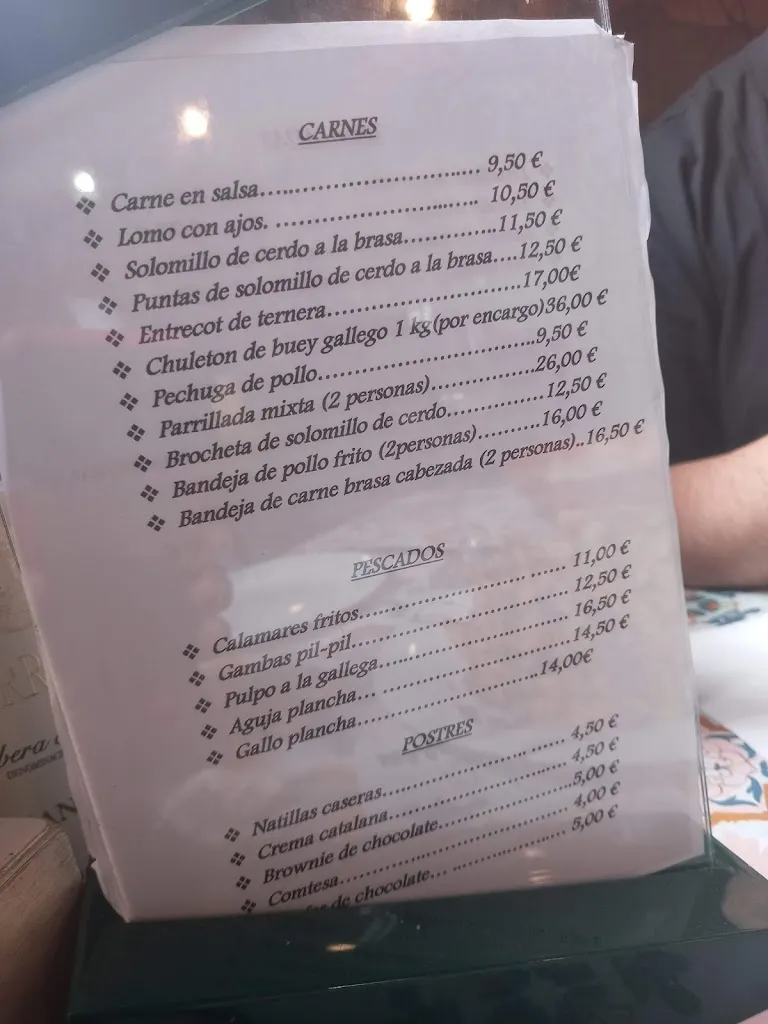 CARNES
❖ Carne en salsa........................................ 9,50 €
❖ Lomo con ajos. ..................................... 10,50 €
❖ Solomillo de cerdo a la brasa..............11,50 €
❖ Puntas de solomillo de cerdo a la brasa....12,50 €
❖ Entrecot de ternera.............................17,00€
❖ Chuleton de buey gallego 1 kg(por encargo)36,00 €
❖ Pechuga de pollo..................................9,50 €
❖ Parrillada mixta (2 personas)................26,00 €
❖ Brocheta de solomillo de cerdo...............12,50 €
❖ Bandeja de pollo frito (2personas)..........16,00 €
❖ Bandeja de carne brasa cabezada (2 personas)..16,50 €
PESCADOS
❖ Calamares fritos............................ ...... 11,00 €
❖ Gambas pil-pil.................................... 12,50 €
❖ Pulpo a la gallega............................... 16,50 €
❖ Aguja plancha... ..............................14,50 €
❖ Gallo plancha.....................................14,00€
POSTRES
❖ Natillas caseras............................ ...... 4,50 €
❖ Crema catalana.................................. 4,50 €
❖ Brownie de chocolate...........................5,00 €
❖ Comtesa............................................ 4,00 €
de chocolate... ........................ 5,00 €
bera